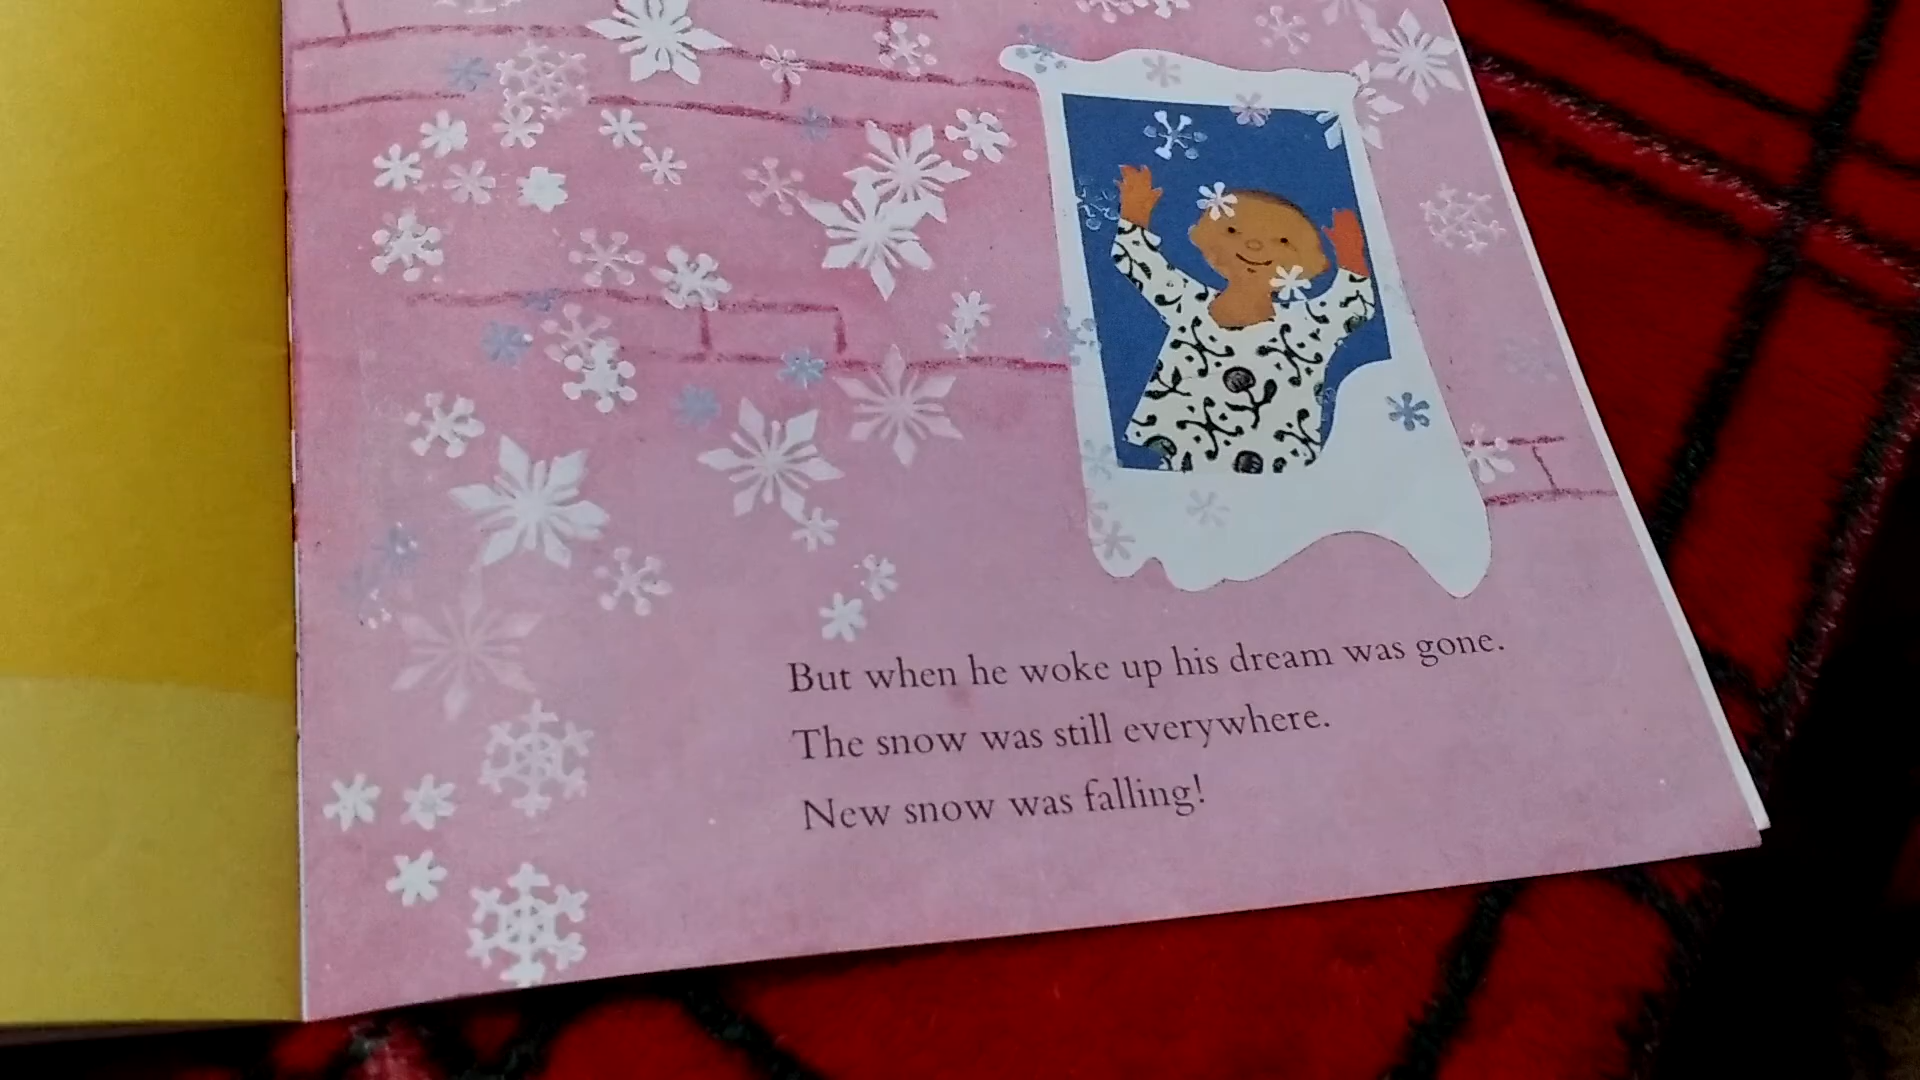 But when he woke up his dream was gone.
The snow was still everywhere.
New snow was falling!